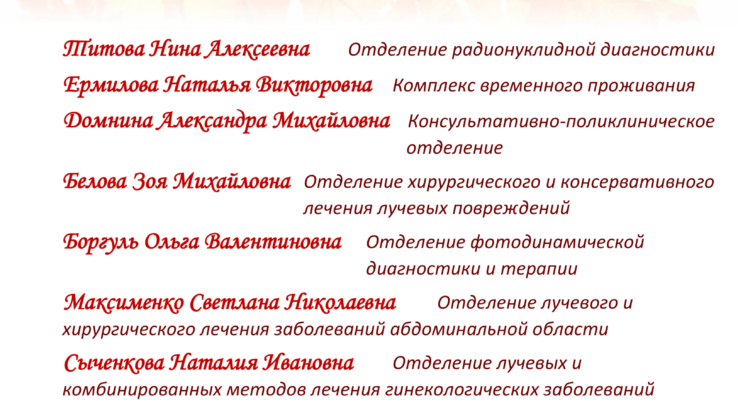 Титова Нина Алексеевна Отделение радионуклидной диагностики
Ермилова Наталья Викторовна Комплекс временного проживания
Домнина Александра Михайловна Консультативно-поликлиническое
отделение
Белова Зоя Михайловна Отделение хирургического и консервативного
лечения лучевых повреждений
Боргуль Ольга Валентиновна Отделение фотодинамической
диагностики и терапии
Максименко Светлана Николаевна Отделение лучевого и
хирургического лечения заболеваний абдоминальной области
Сыченкова Наталия Ивановна Отделение лучевых и
комбинированных методов лечения гинекологических заболеваний